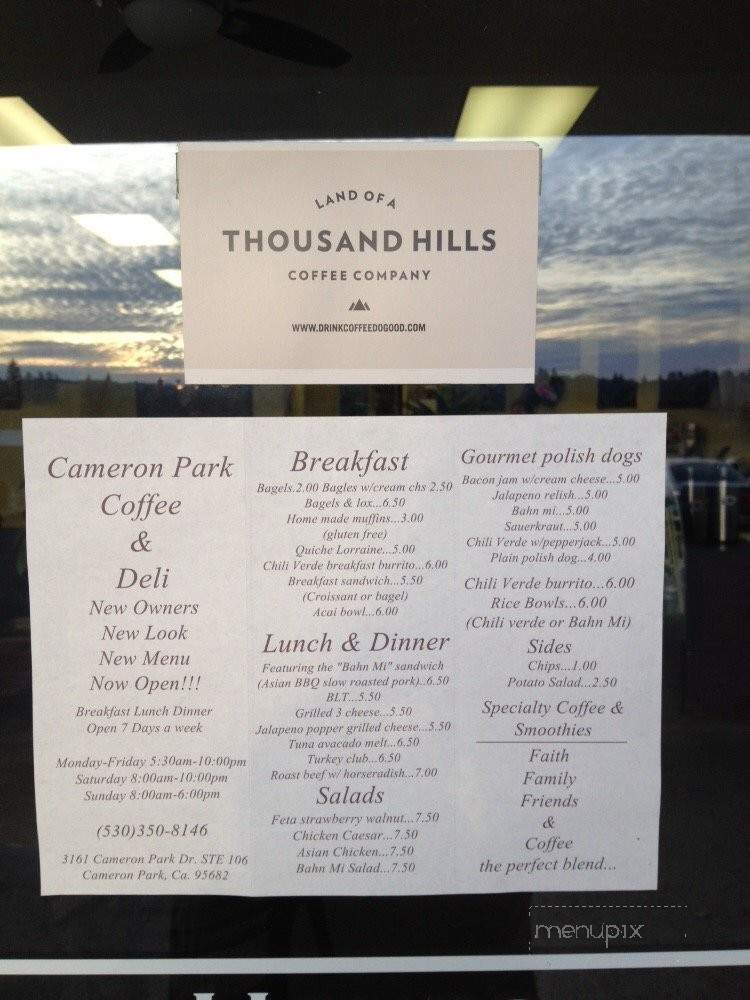 LAND OF A
THOUSAND HILLS
COFFEE COMPANY
WWW.DRINKCOFFEEDOGOOD.COM
Cameron Park
Coffee
&
Deli
New Owners
New Look
New Menu
Now Open!!!
Breakfast Lunch Dinner
Open 7 Days a week
Monday-Friday 5:30am-10:00pm
Saturday 8:00am-10:00pm
Sunday 8:00am-6:00pm
(530)350-8146
3161 Cameron Park Dr. STE 106
Cameron Park, Ca. 95682
Breakfast
Bagels.2.00 Bagles w/cream chs 2.50
Bagels & lox...6.50
Home made muffins...3.00
(gluten free)
Quiche Lorraine...5.00
Chili Verde breakfast burrito...6.00
Breakfast sandwich...5.50
(Croissant or bagel)
Acai bowl...6.00
Lunch & Dinner
Featuring the "Bahn Mi" sandwich
(Asian BBQ slow roasted pork)..6.50
BLT...5.50
Grilled 3 cheese...5.50
Jalapeno popper grilled cheese...5.50
Tuna avacado melt...6.50
Turkey club...6.50
Roast beef w/ horseradish...7.00
Salads
Feta strawberry walnut...7.50
Chicken Caesar...7.50
Asian Chicken...7.50
Bahn Mi Salad...7.50
Gourmet polish dogs
Bacon jam w/cream cheese...5.00
Jalapeno relish...5.00
Bahn mi...5.00
Sauerkraut...5.00
Chili Verde w/pepperjack...5.00
Plain polish dog...4.00
Chili Verde burrito...6.00
Rice Bowls...6.00
(Chili verde or Bahn Mi)
Sides
Chips...1.00
Potato Salad...2.50
Specialty Coffee &
Smoothies
Faith
Family
Friends
&
Coffee
the perfect blend...
menupix